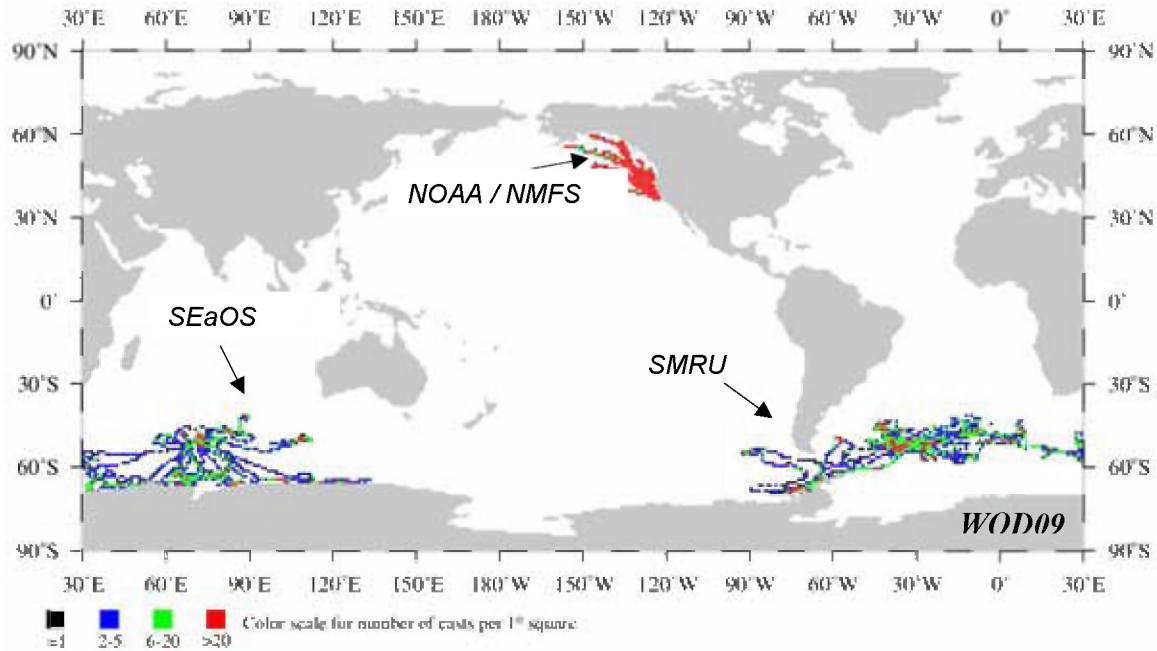 30°E 60°E 90°E 120°E 150°E 180°W 150°W 120°W 90°W 60°W 30°W 0° 30°E
90°N 90°N
60°N 60°N
NOAA / NMFS
30°N 30°N
0° 0°
SEaOS
SMRU
30°S 30°S
60°S 60°S
WOD09
90°S 90°S
30°E 60°E 90°E 120°E 150°E 180°W 150°W 120°W 90°W 60°W 30°W 0° 30°E
Color scale for number of casts per 1° square
=1 2-5 6-20 >20